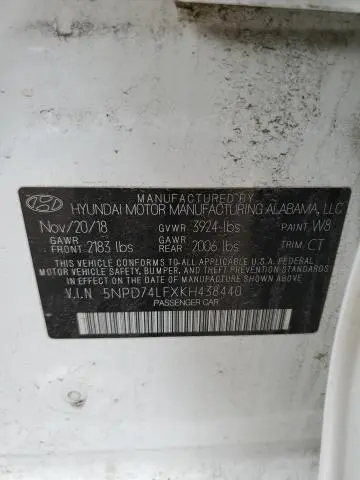 MANUFACTURED BY
HYUNDAI MOTOR MANUFACTURING ALABAMA, LLC
Nov/20/18 GVWR 3924 lbs PAINT W8
GAWR FRONT 2183 lbs GAWR REAR 2006 lbs TRIM CT
THIS VEHICLE CONFORMS TO ALL APPLICABLE U.S.A. FEDERAL
SAFETY, BUMPER, AND THEFT PREVENTION STANDARDS IN EFFECT
ON THE DATE OF MANUFACTURE SHOWN ABOVE.
V.I.N 5NPD74LFXKH438440
PASSENGER CAR